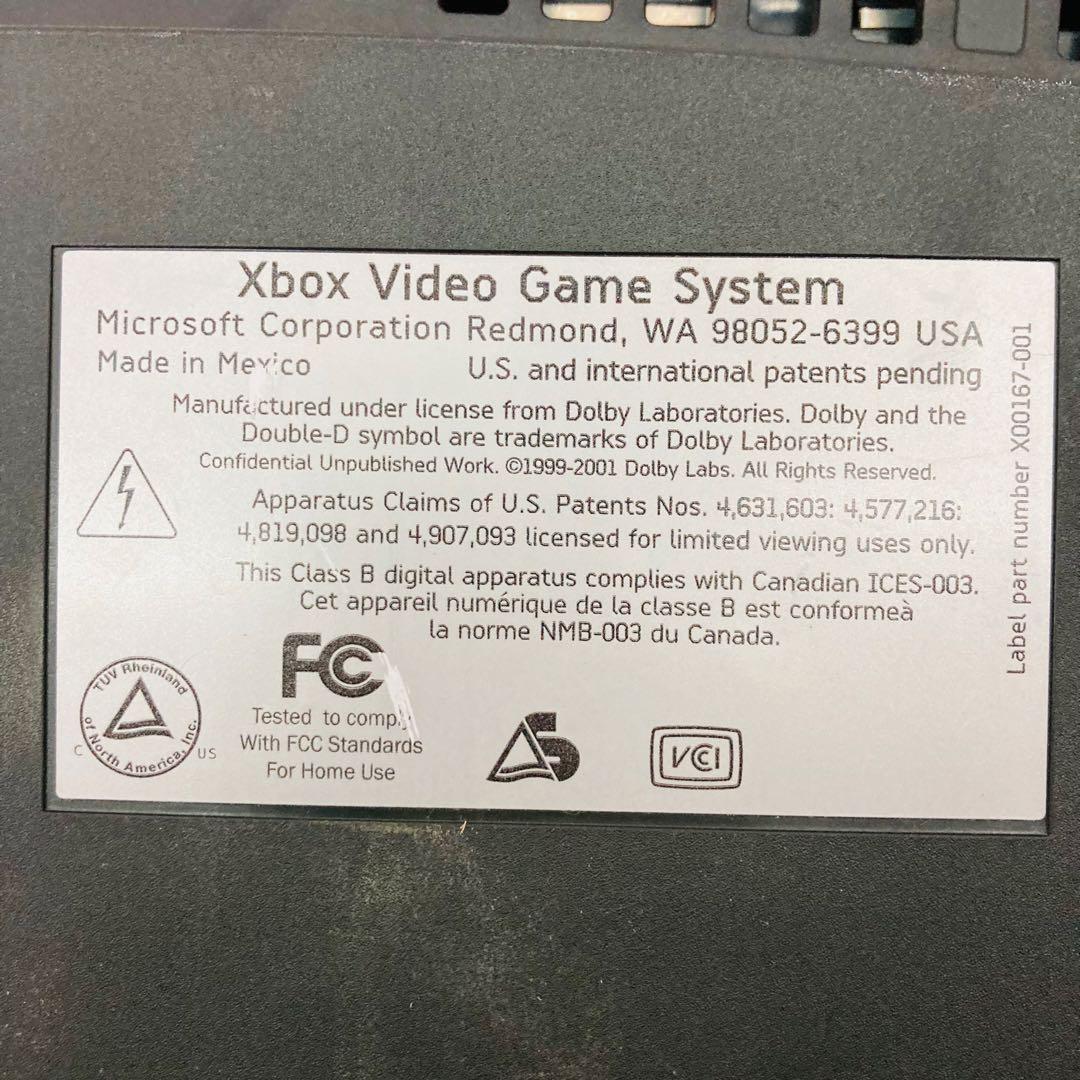 Xbox Video Game System
Microsoft Corporation Redmond, WA 98052-6399 USA
Made in Mexico
U.S. and international patents pending
Manufactured under license from Dolby Laboratories. Dolby and the
Double-D symbol are trademarks of Dolby Laboratories.
Confidential Unpublished Work. ©1999-2001 Dolby Labs. All Rights Reserved.
Apparatus Claims of U.S. Patents Nos. 4,631,603: 4,577,216:
4,819,098 and 4,907,093 licensed for limited viewing uses only.
This Class B digital apparatus complies with Canadian ICES-003.
Cet appareil numérique de la classe B est conformeà
la norme NMB-003 du Canada.
TUV Rheinland
of North America, Inc.
C US
FC
Tested to comply
With FCC Standards
For Home Use
S
VCI
Label part number X00167-001